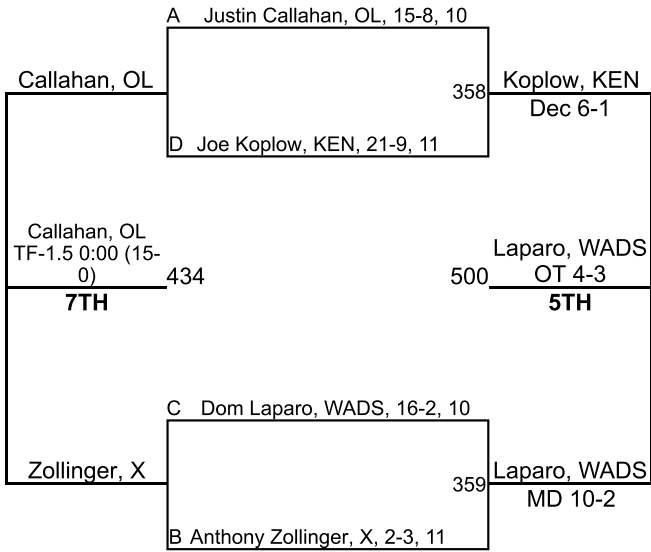 A Justin Callahan, OL, 15-8, 10
Callahan, OL
358
Koplow, KEN
Dec 6-1
D Joe Koplow, KEN, 21-9, 11
Callahan, OL
TF-1.5 0:00 (15-
0)
434
7TH
Laparo, WADS
500
OT 4-3
5TH
C Dom Laparo, WADS, 16-2, 10
Zollinger, X
359
Laparo, WADS
MD 10-2
B Anthony Zollinger, X, 2-3, 11